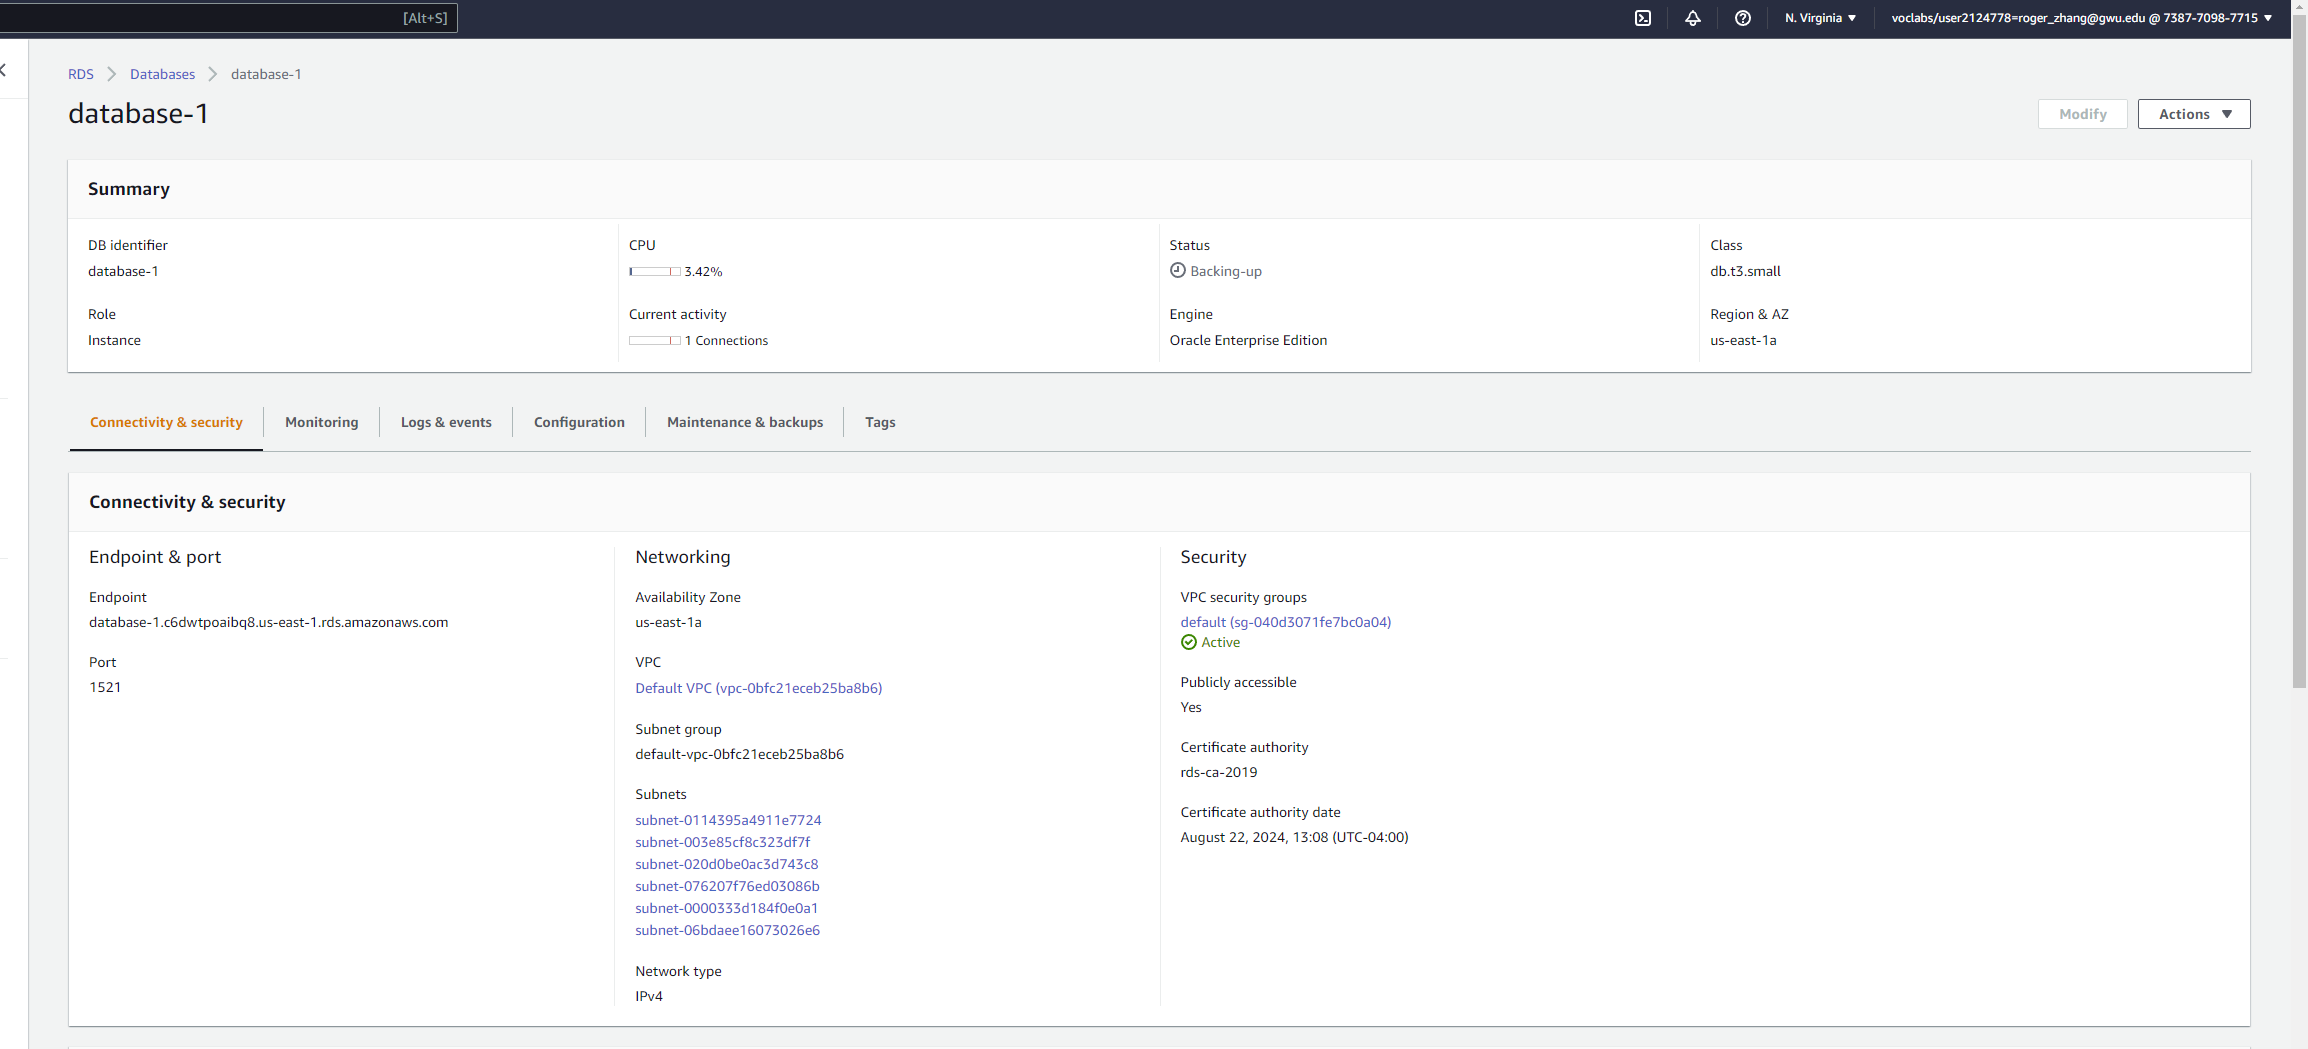 [Alt+S]
N. Virginia
voclabs/user2124778=roger_zhang@gwu.edu @ 7387-7098-7715
RDS
Databases
database-1
database-1
Modify
Actions
Summary
DB identifier
database-1
CPU
3.42%
Status
Backing-up
Class
db.t3.small
Role
Instance
Current activity
1 Connections
Engine
Oracle Enterprise Edition
Region & AZ
us-east-1a
Connectivity & security
Monitoring
Logs & events
Configuration
Maintenance & backups
Tags
Connectivity & security
Endpoint & port
Endpoint
database-1.c6dwtpoaibq8.us-east-1.rds.amazonaws.com
Port
1521
Networking
Availability Zone
us-east-1a
VPC
Default VPC (vpc-0bfc21eceb25ba8b6)
Subnet group
default-vpc-0bfc21eceb25ba8b6
Subnets
subnet-0114395a4911e7724
subnet-003e85cf8c323df7f
subnet-020d0be0ac3d743c8
subnet-076207f76ed03086b
subnet-0000333d184f0e0a1
subnet-06bdaee16073026e6
Network type
IPv4
Security
VPC security groups
default (sg-040d3071fe7bc0a04)
Active
Publicly accessible
Yes
Certificate authority
rds-ca-2019
Certificate authority date
August 22, 2024, 13:08 (UTC-04:00)